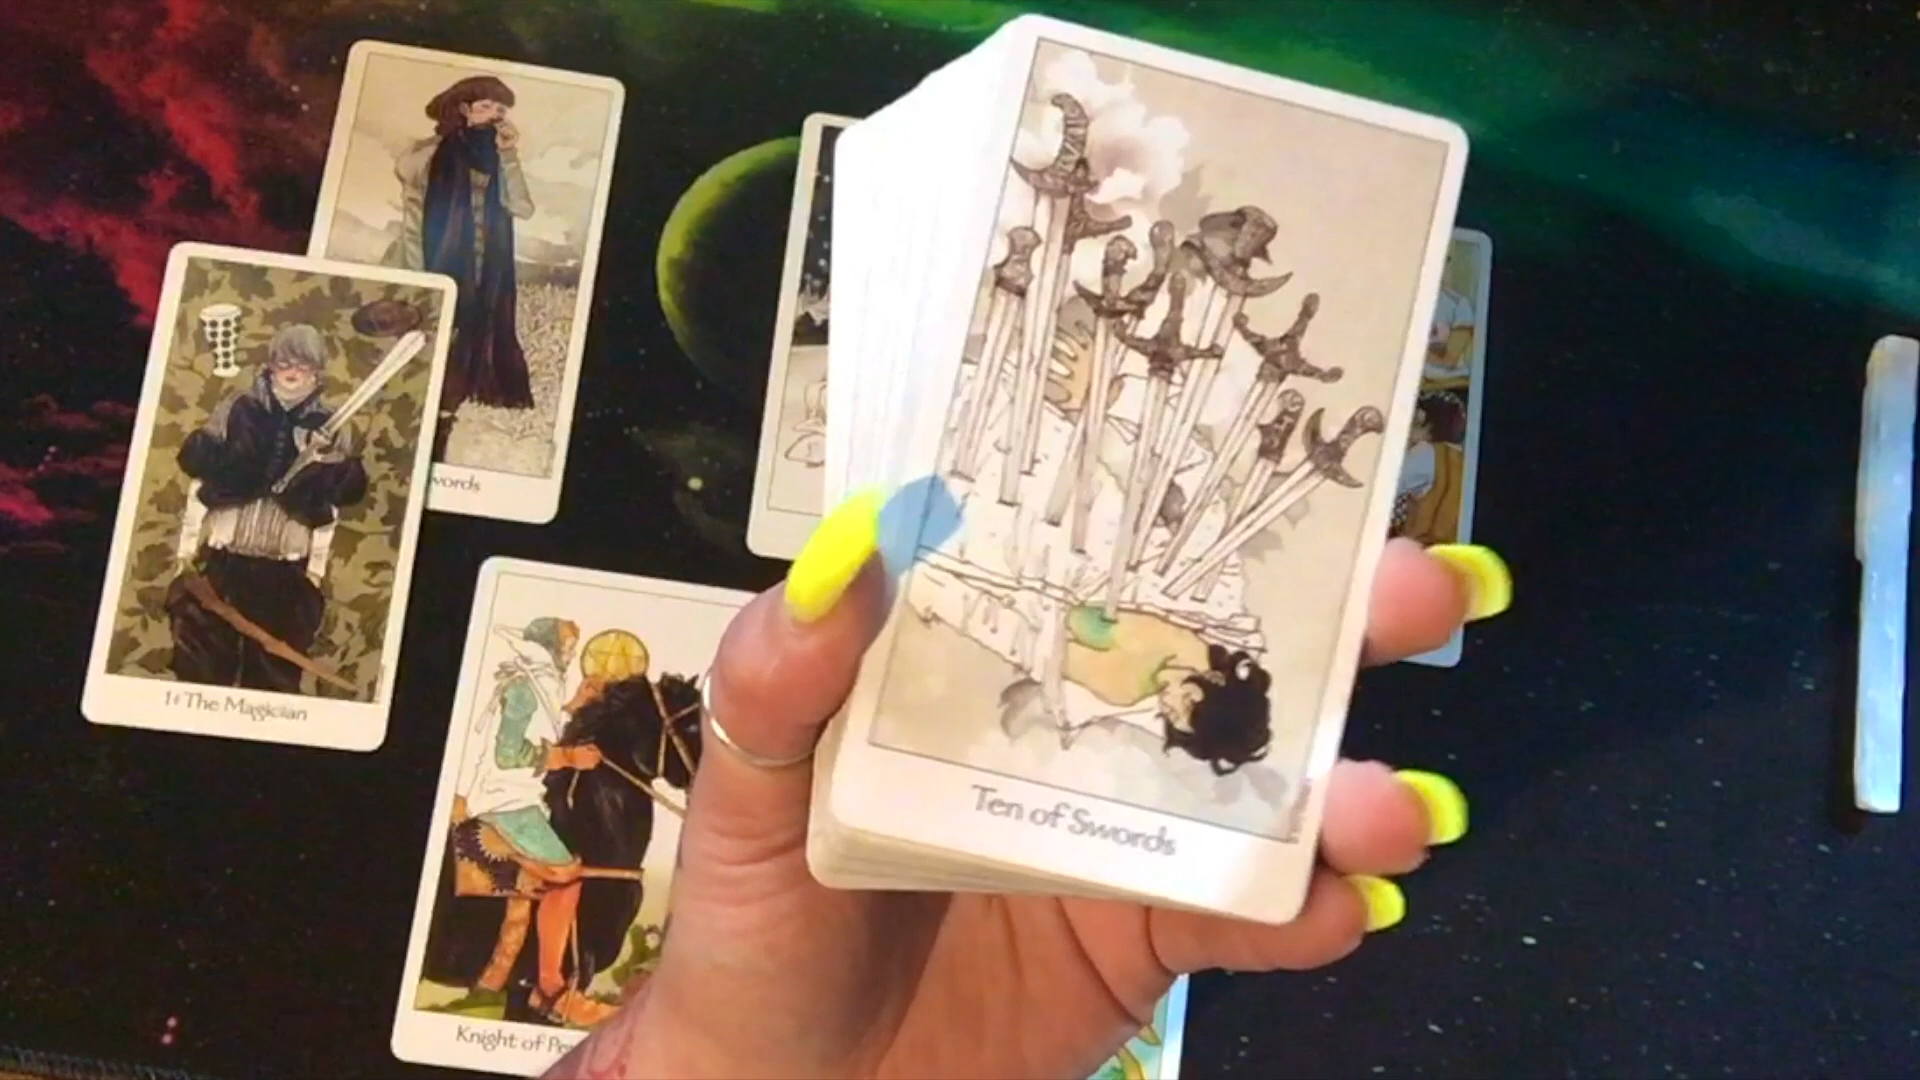 words
1 The Magician
Knight of Pe
Ten of Swords